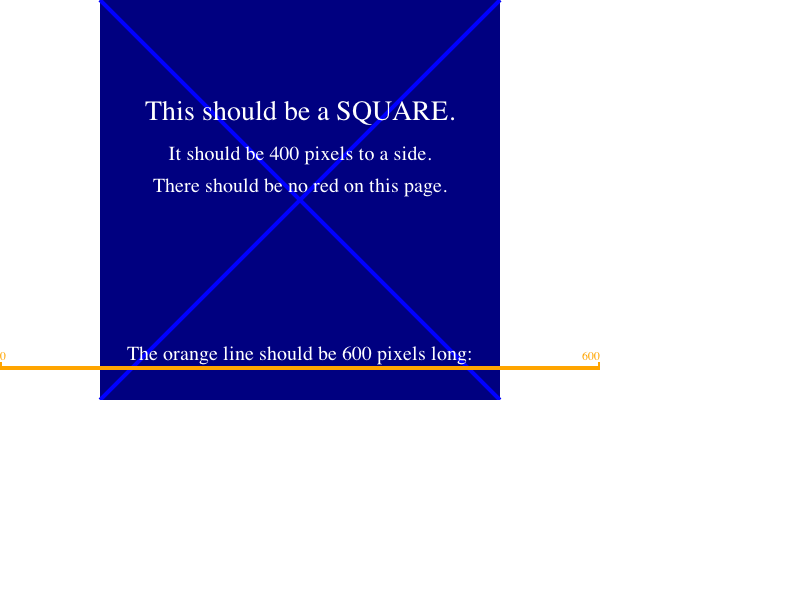 This should be a SQUARE.
It should be 400 pixels to a side.
There should be no red on this page.
The orange line should be 600 pixels long:
0 600